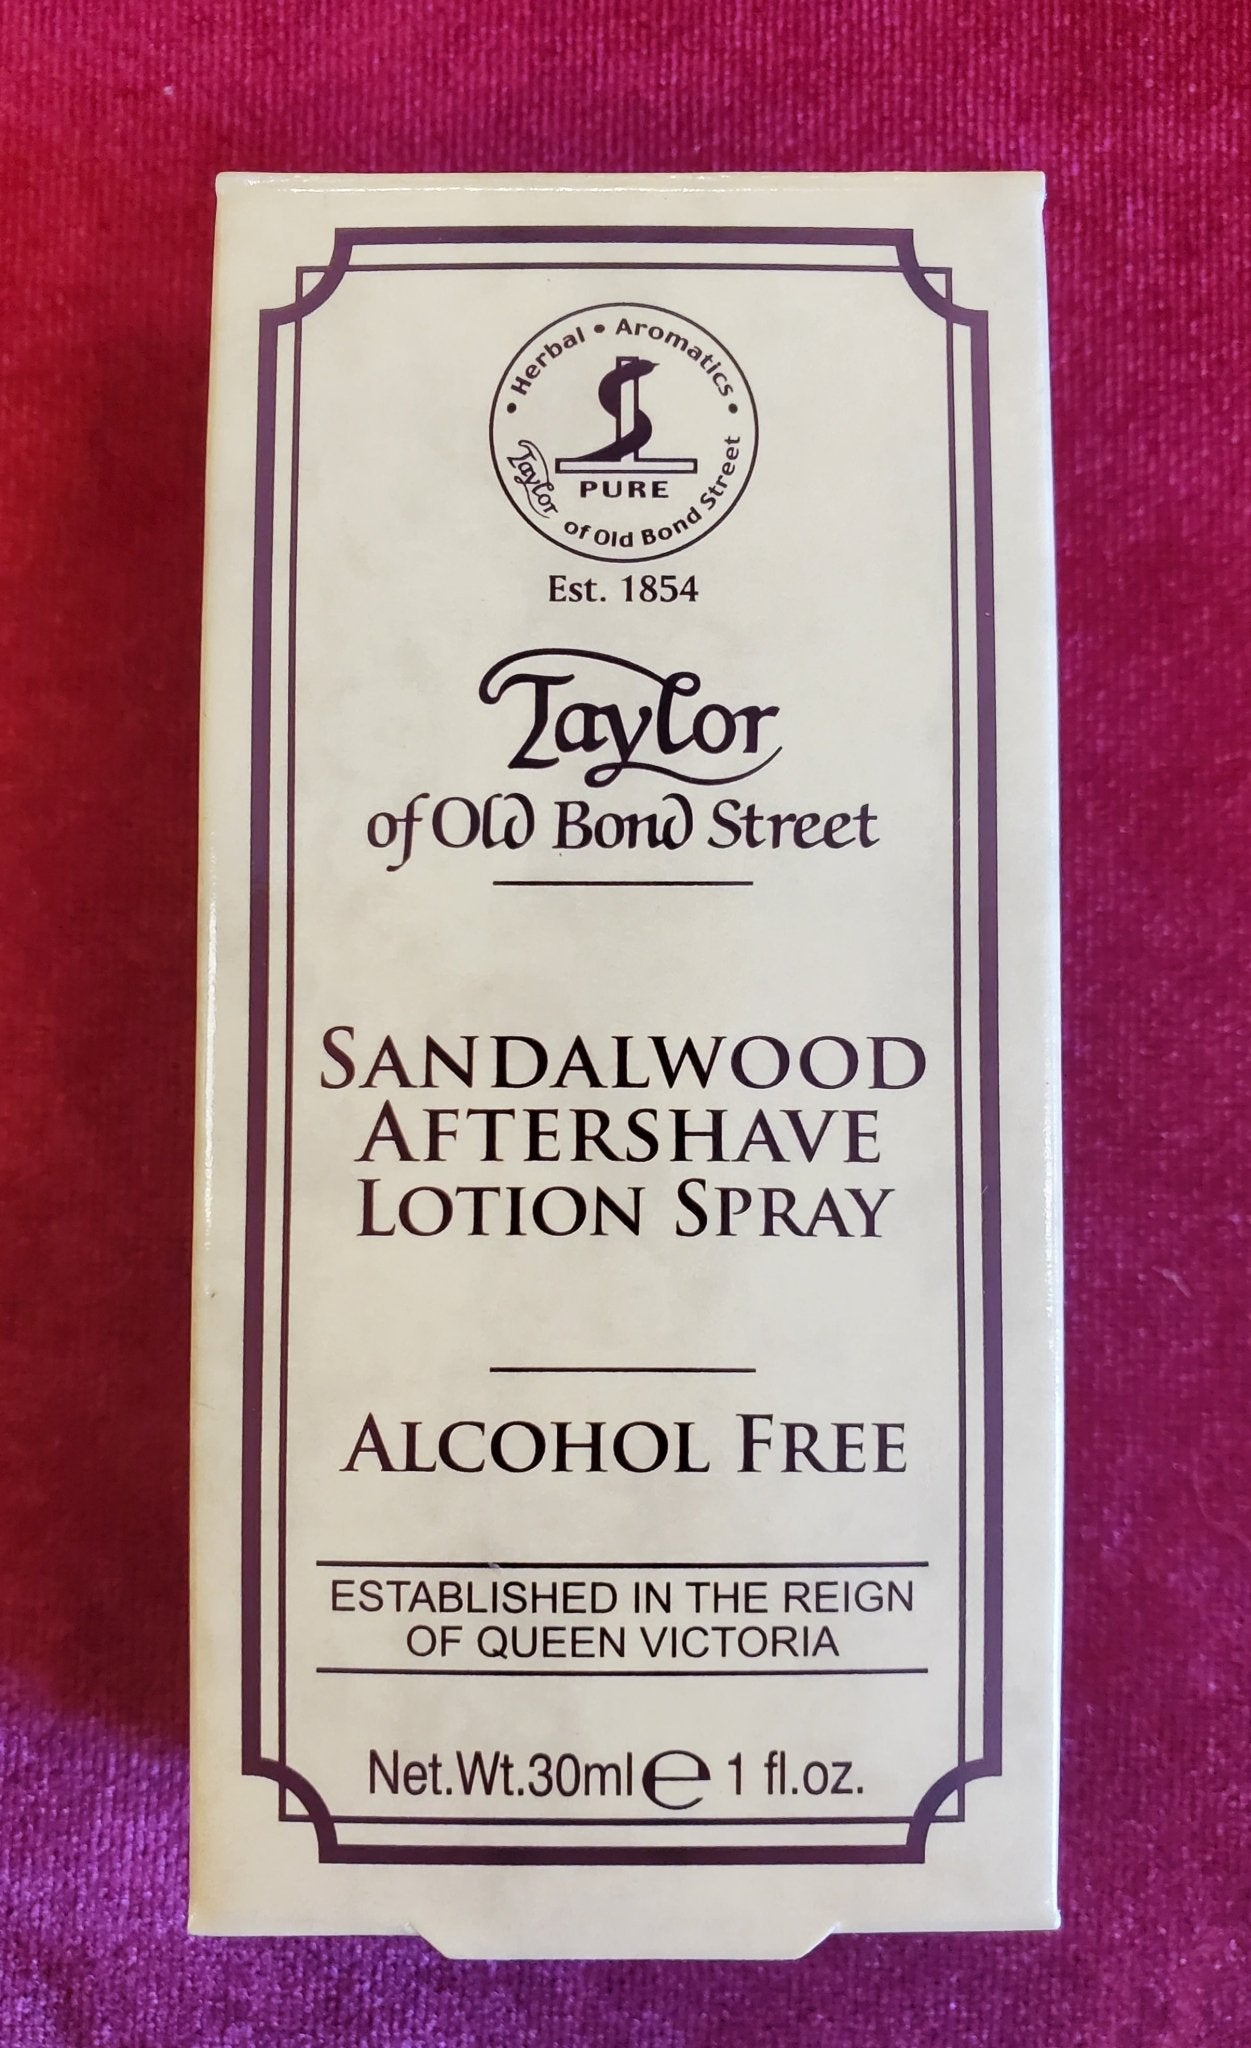 • Herbal • Aromatics •
PURE
Taylor of Old Bond Street
Est. 1854
Taylor
of Old Bond Street
SANDALWOOD
AFTERSHAVE
LOTION SPRAY
ALCOHOL FREE
ESTABLISHED IN THE REIGN
OF QUEEN VICTORIA
Net.Wt.30ml ℮ 1 fl.oz.